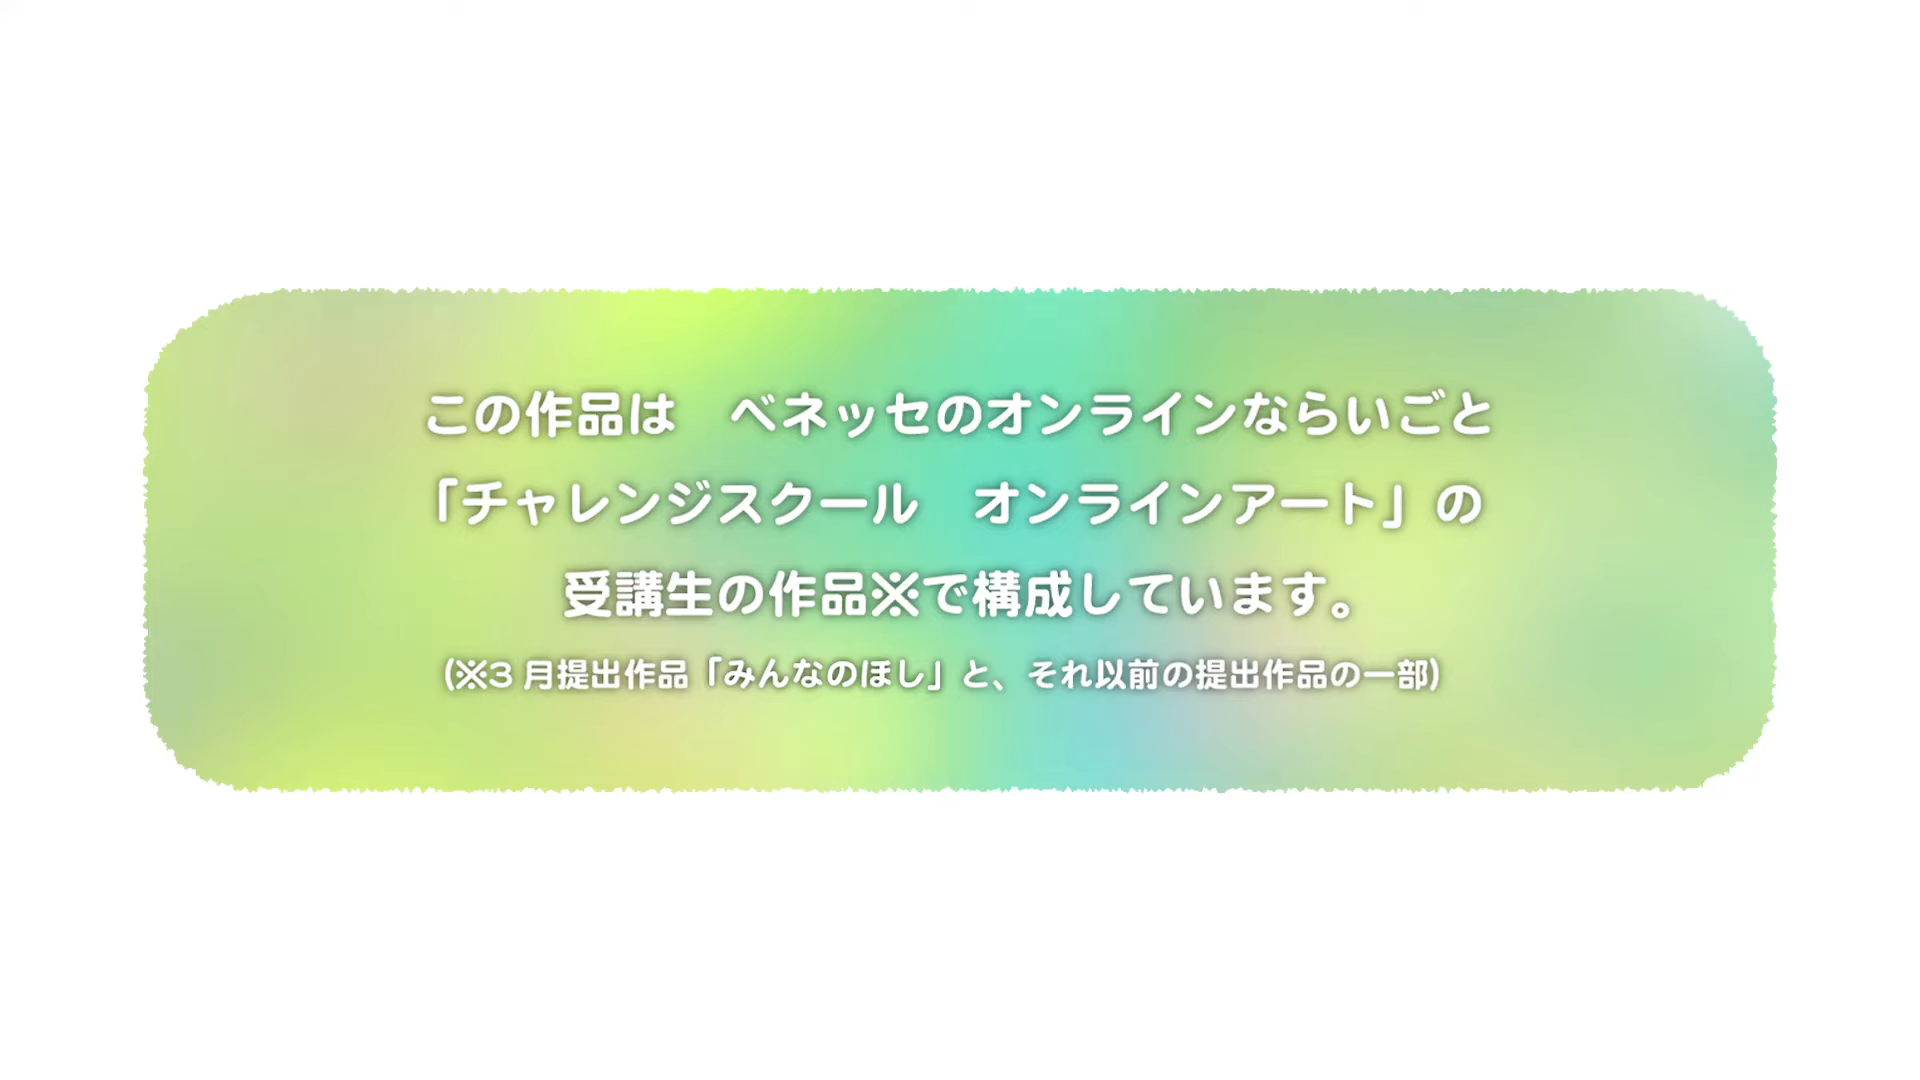 この作品は　ベネッセのオンラインならいごと
「チャレンジスクール　オンラインアート」の
受講生の作品※で構成しています。
(※3 月提出作品「みんなのほし」と、それ以前の提出作品の一部)